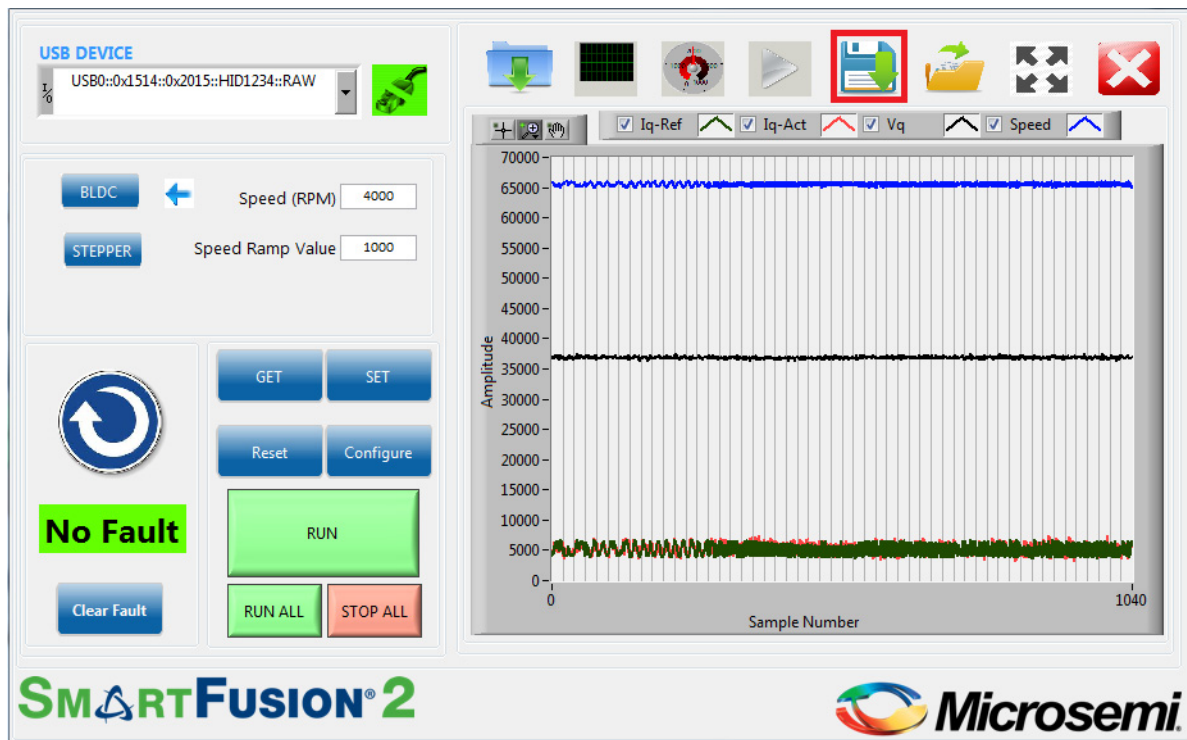 USB DEVICE
I/O
USB0::0x1514::0x2015::HID1234::RAW
BLDC
Speed (RPM) 4000
STEPPER
Speed Ramp Value 1000
GET
SET
Reset
Configure
No Fault
RUN
Clear Fault
RUN ALL
STOP ALL
Iq-Ref
Iq-Act
Vq
Speed
70000
65000
60000
55000
50000
45000
40000
35000
30000
25000
20000
15000
10000
5000
0
Amplitude
0
1040
Sample Number
SMARTFUSION®2
Microsemi.